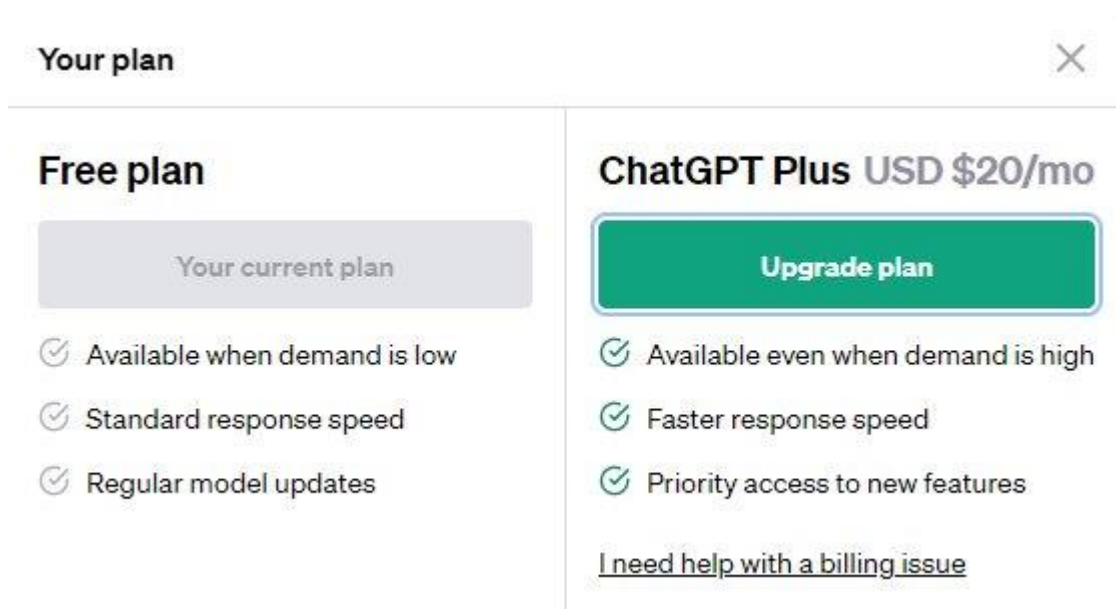 Your plan
Free plan
Your current plan
Available when demand is low
Standard response speed
Regular model updates
ChatGPT Plus USD $20/mo
Upgrade plan
Available even when demand is high
Faster response speed
Priority access to new features
I need help with a billing issue